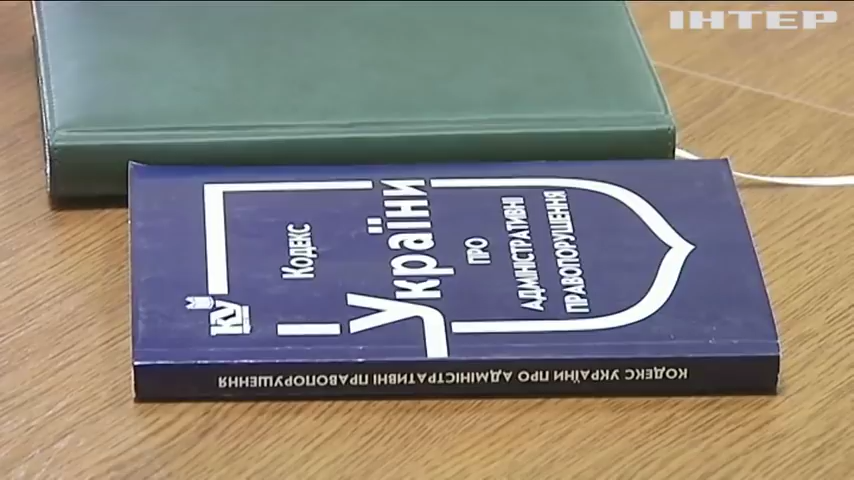 ІНТЕР
Кодекс
України
ПРО
АДМІНІСТРАТИВНІ
ПРАВОПОРУШЕННЯ
КУ
КОДЕКС УКРАЇНИ ПРО АДМІНІСТРАТИВНІ ПРАВОПОРУШЕННЯ